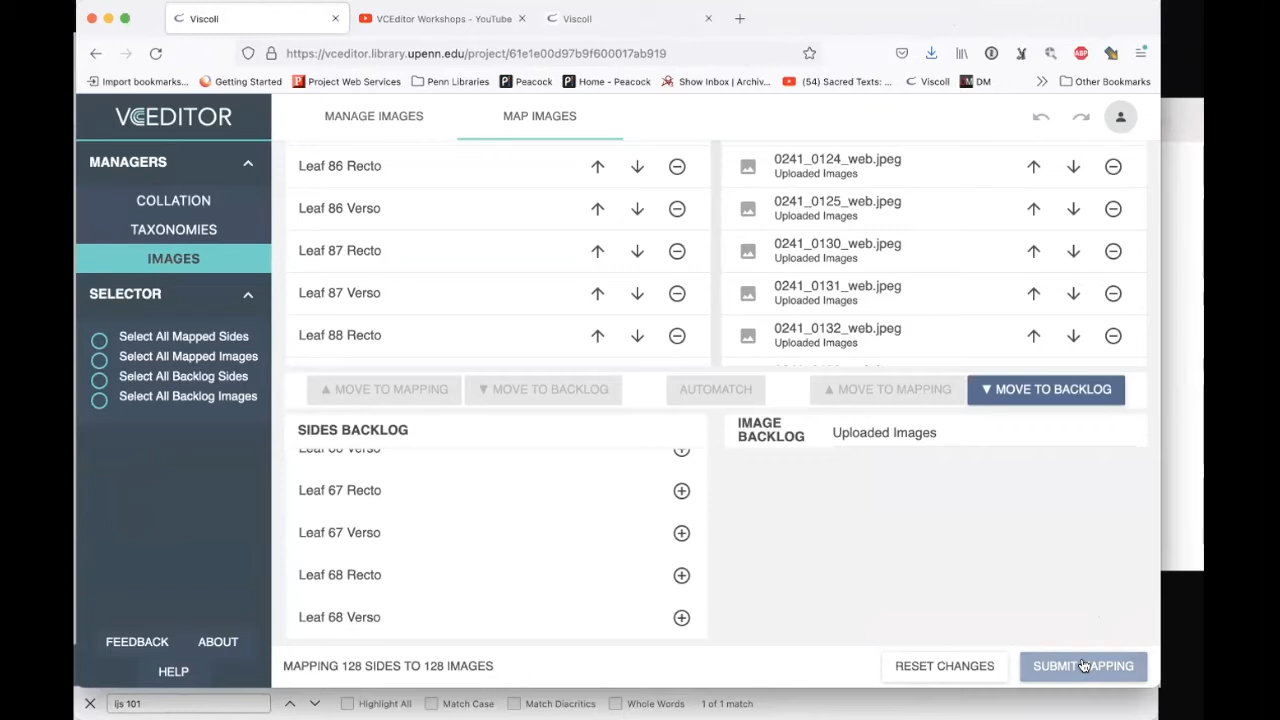 Viscoll
VCEditor Workshops - YouTube
Viscoll
https://vceditor.library.upenn.edu/project/61e1e00d97b9f600017ab919
Import bookmarks... Getting Started Project Web Services Penn Libraries Peacock Home - Peacock Show Inbox | Archiv... (54) Sacred Texts: ... Viscoll DM Other Bookmarks
VCEDITOR
MANAGE IMAGES MAP IMAGES
MANAGERS
COLLATION
TAXONOMIES
IMAGES
SELECTOR
Select All Mapped Sides
Select All Mapped Images
Select All Backlog Sides
Select All Backlog Images
FEEDBACK ABOUT
HELP
Leaf 86 Recto
Leaf 86 Verso
Leaf 87 Recto
Leaf 87 Verso
Leaf 88 Recto
0241_0124_web.jpeg
Uploaded Images
0241_0125_web.jpeg
Uploaded Images
0241_0130_web.jpeg
Uploaded Images
0241_0131_web.jpeg
Uploaded Images
0241_0132_web.jpeg
Uploaded Images
▲ MOVE TO MAPPING ▼ MOVE TO BACKLOG AUTOMATCH ▲ MOVE TO MAPPING ▼ MOVE TO BACKLOG
SIDES BACKLOG
Verso
Leaf 67 Recto
Leaf 67 Verso
Leaf 68 Recto
Leaf 68 Verso
IMAGE
BACKLOG
Uploaded Images
MAPPING 128 SIDES TO 128 IMAGES RESET CHANGES SUBMIT MAPPING
ijs 101 Highlight All Match Case Match Diacritics Whole Words 1 of 1 match